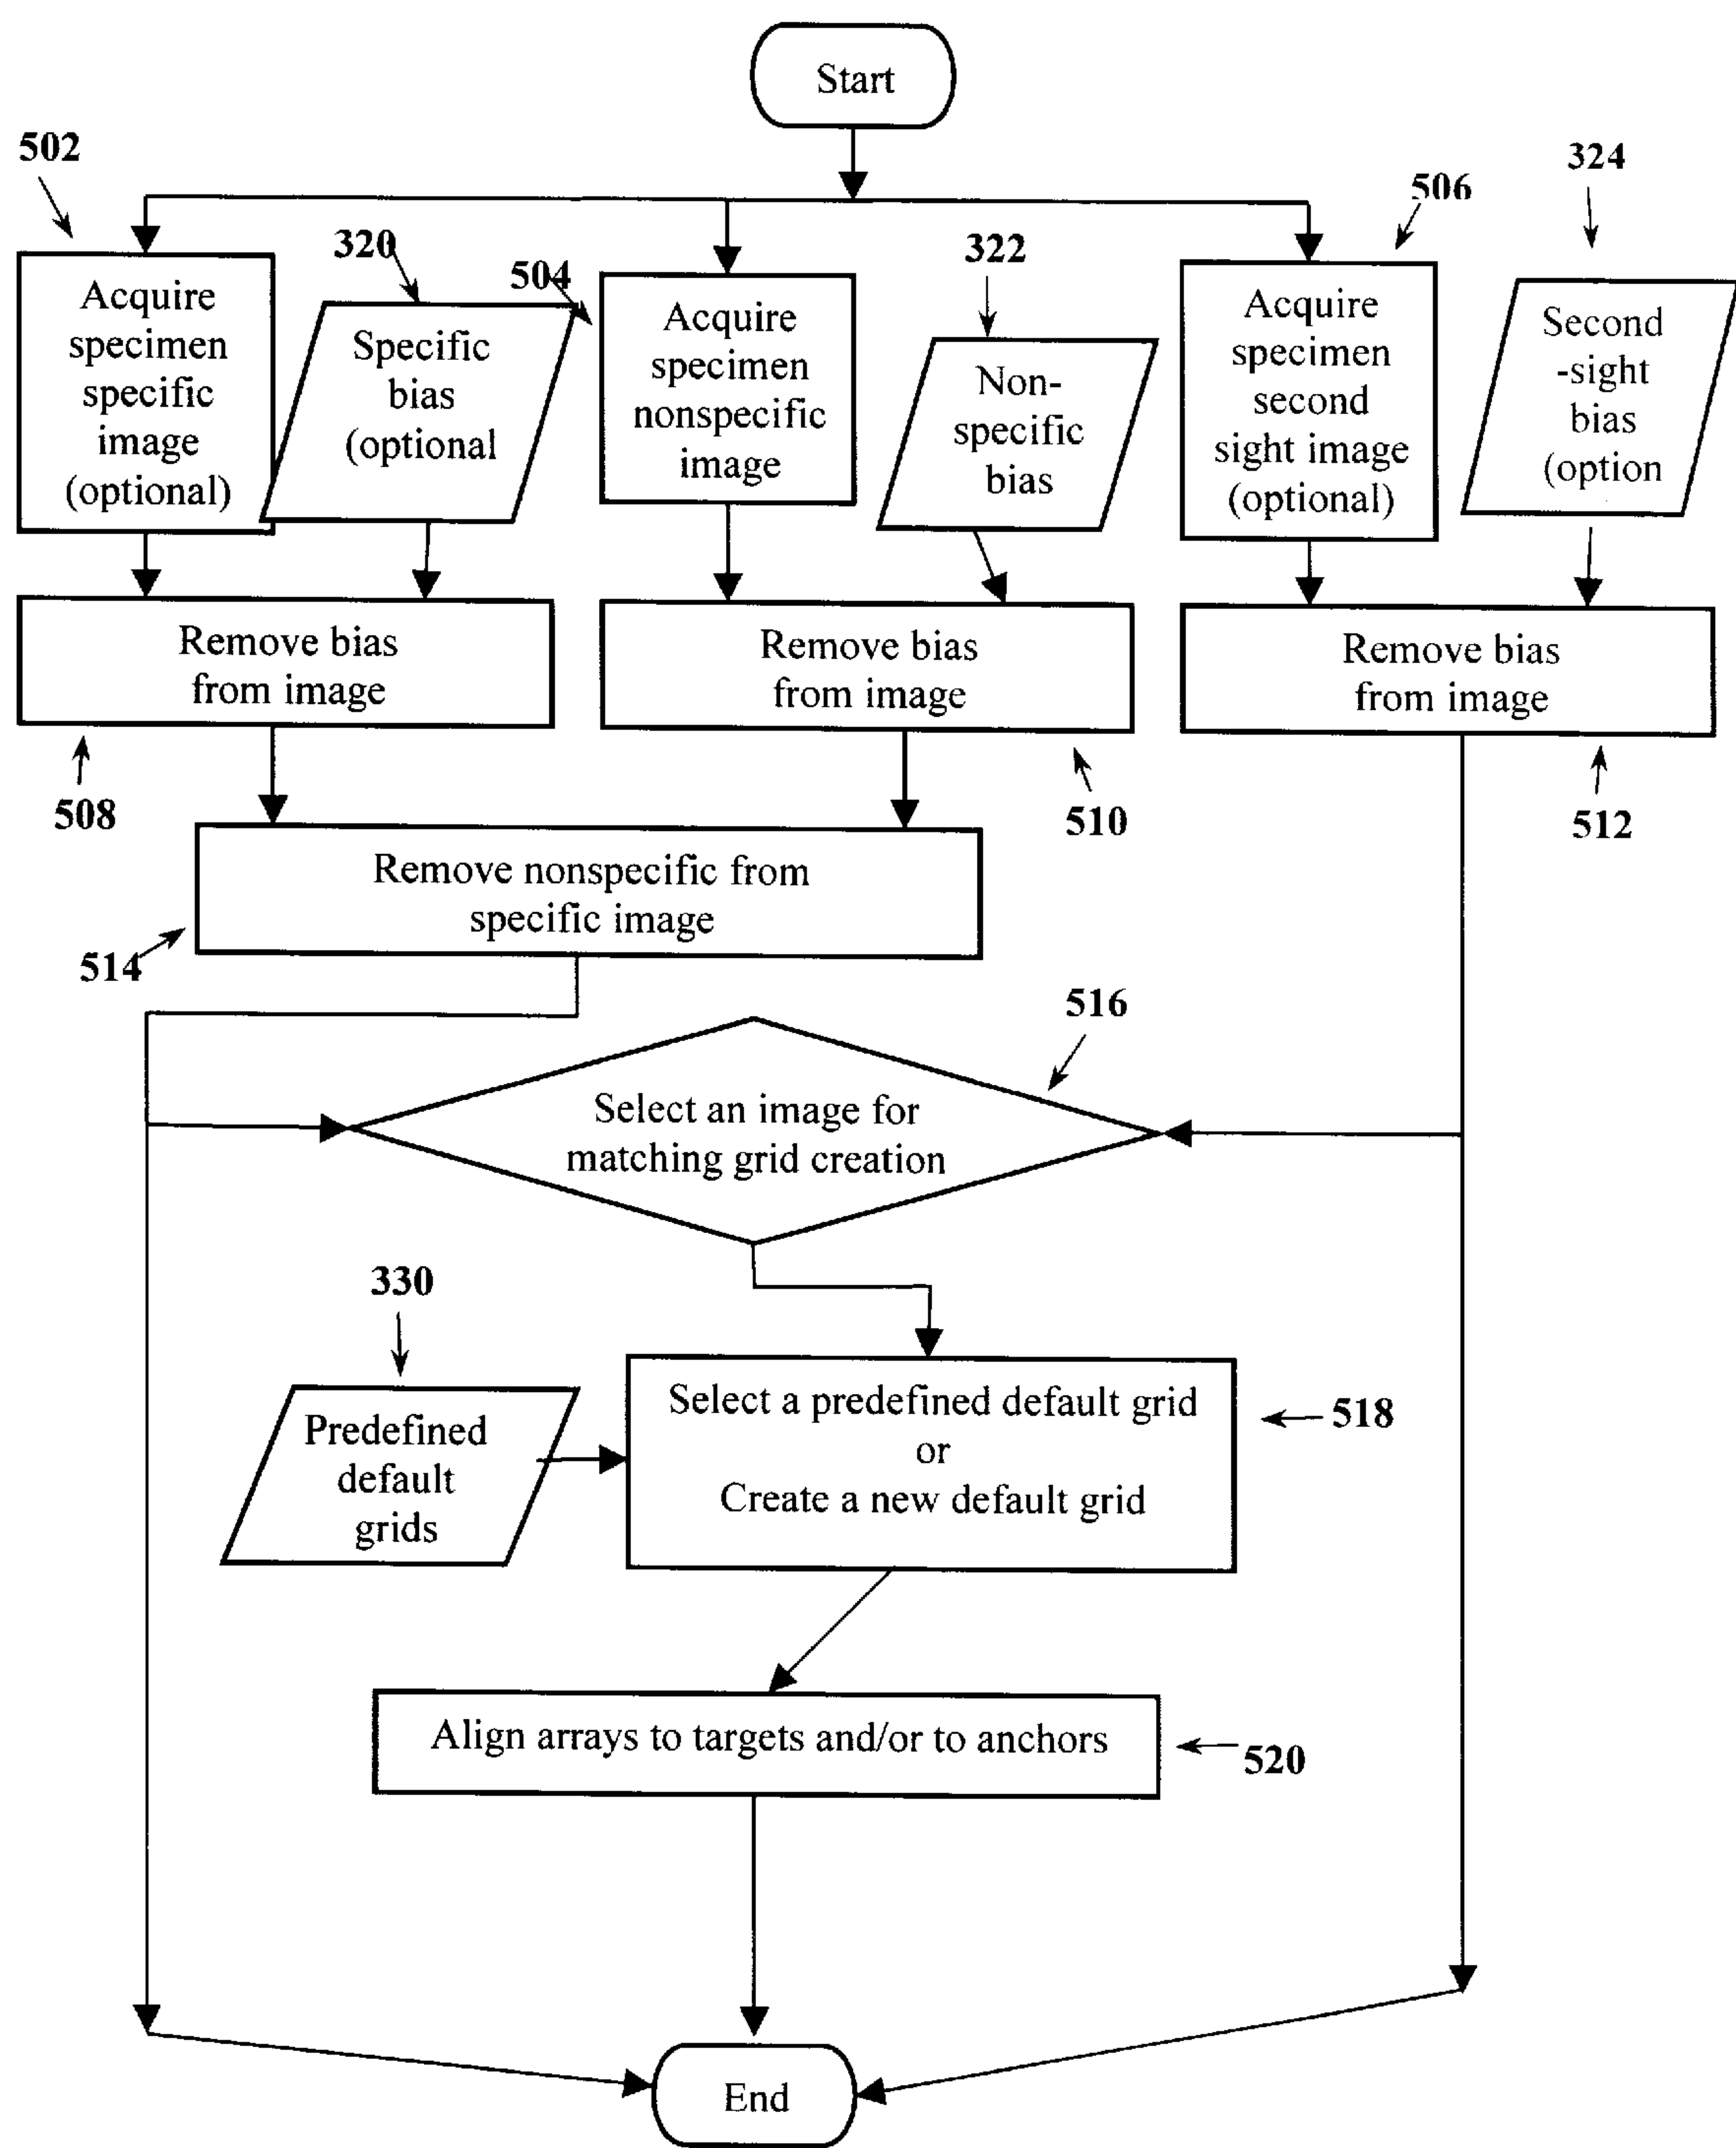 Start
502
320
504
322
506
324
Acquire
specimen
specific
image
(optional)
Specific
bias
(optional
Acquire
specimen
nonspecific
image
Non-
specific
bias
Acquire
specimen
second
sight image
(optional)
Second
-sight
bias
(option
Remove bias
from image
Remove bias
from image
Remove bias
from image
508
510
512
Remove nonspecific from
specific image
514
516
Select an image for
matching grid creation
330
Predefined
default
grids
Select a predefined default grid
or
Create a new default grid
518
Align arrays to targets and/or to anchors
520
End